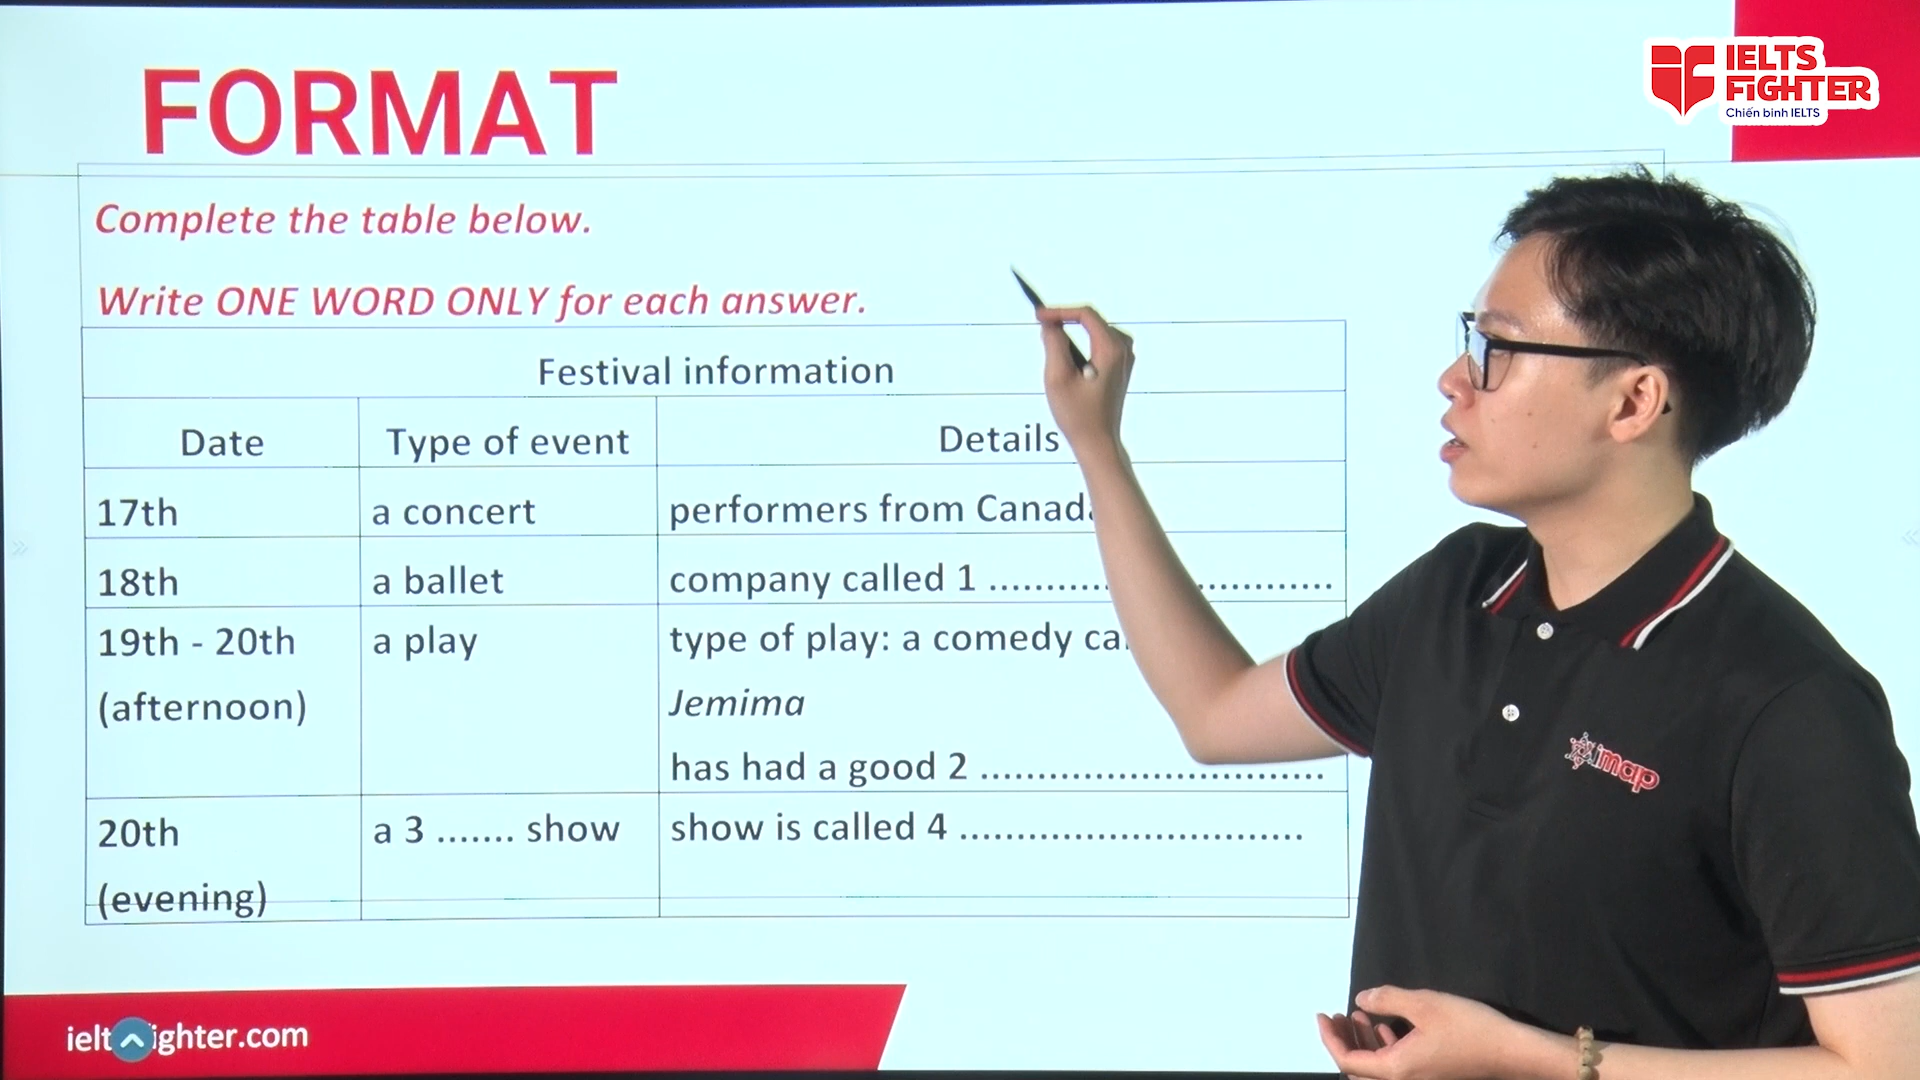 FORMAT
IELTS
FiGHTER
Chiến binh IELTS
Complete the table below.
Write ONE WORD ONLY for each answer.
Festival information
Date Type of event Details
17th a concert performers from
18th a ballet company called 1 ..............................
19th - 20th a play type of play: a comedy
(afternoon) Jemima
has had a good 2 ..............................
20th a 3 ....... show show is called 4 ..............................
(evening)
imap